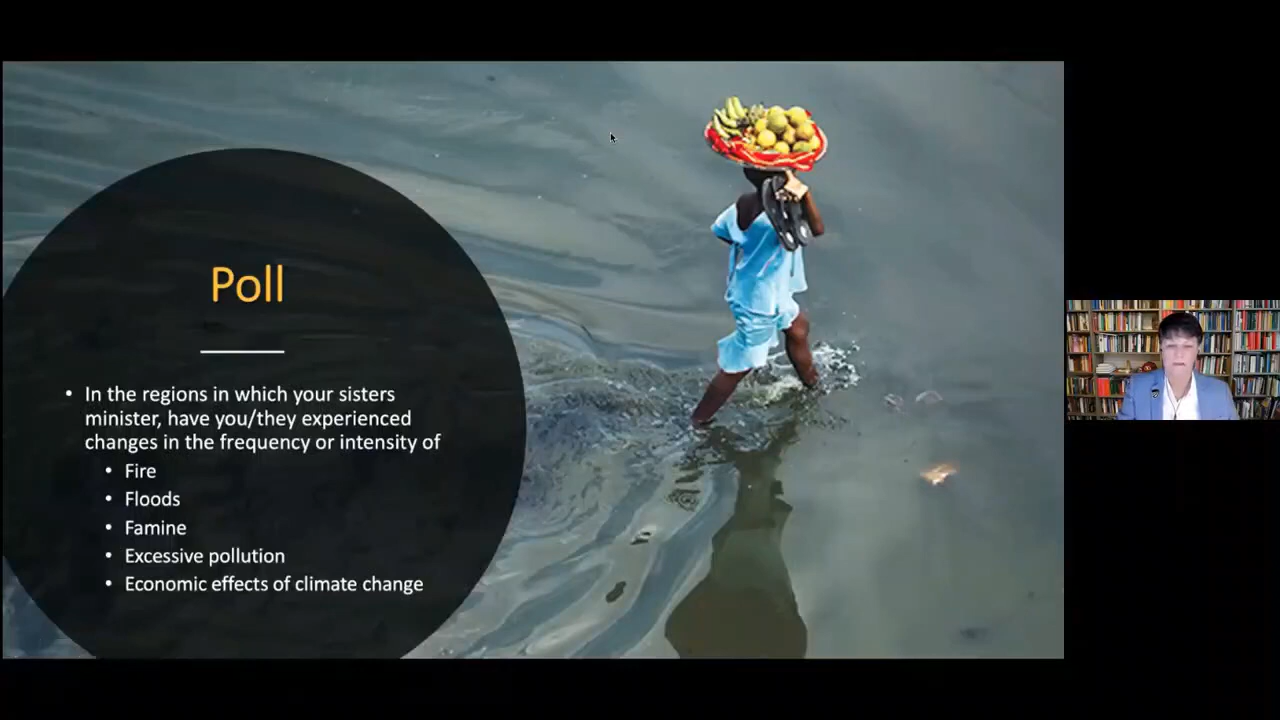 Poll
• In the regions in which your sisters
minister, have you/they experienced
changes in the frequency or intensity of
• Fire
• Floods
• Famine
• Excessive pollution
• Economic effects of climate change